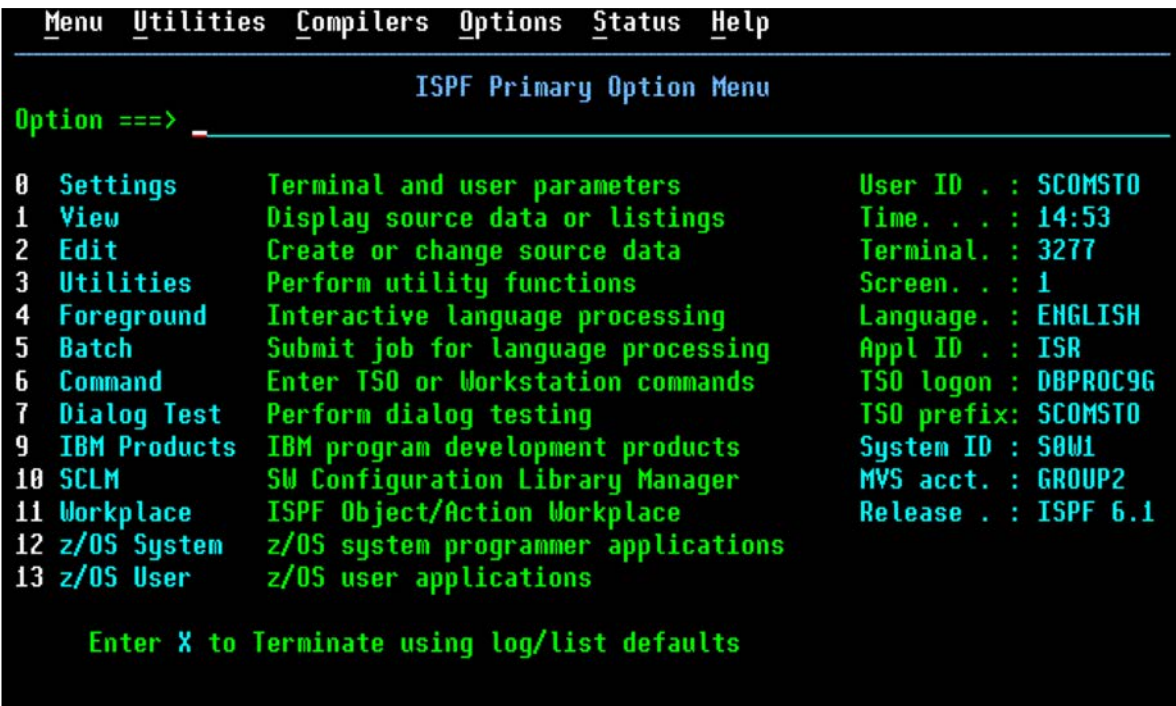 Menu Utilities Compilers Options Status Help
ISPF Primary Option Menu
Option ===>
0 Settings Terminal and user parameters User ID . : SCOMSTO
1 View Display source data or listings Time. . . : 14:53
2 Edit Create or change source data Terminal. : 3277
3 Utilities Perform utility functions Screen. . : 1
4 Foreground Interactive language processing Language. : ENGLISH
5 Batch Submit job for language processing Appl ID . : ISR
6 Command Enter TSO or Workstation commands TSO logon : DBPROC9G
7 Dialog Test Perform dialog testing TSO prefix: SCOMSTO
9 IBM Products IBM program development products System ID : S0W1
10 SCLM SW Configuration Library Manager MVS acct. : GROUP2
11 Workplace ISPF Object/Action Workplace Release . : ISPF 6.1
12 z/OS System z/OS system programmer applications
13 z/OS User z/OS user applications
Enter X to Terminate using log/list defaults